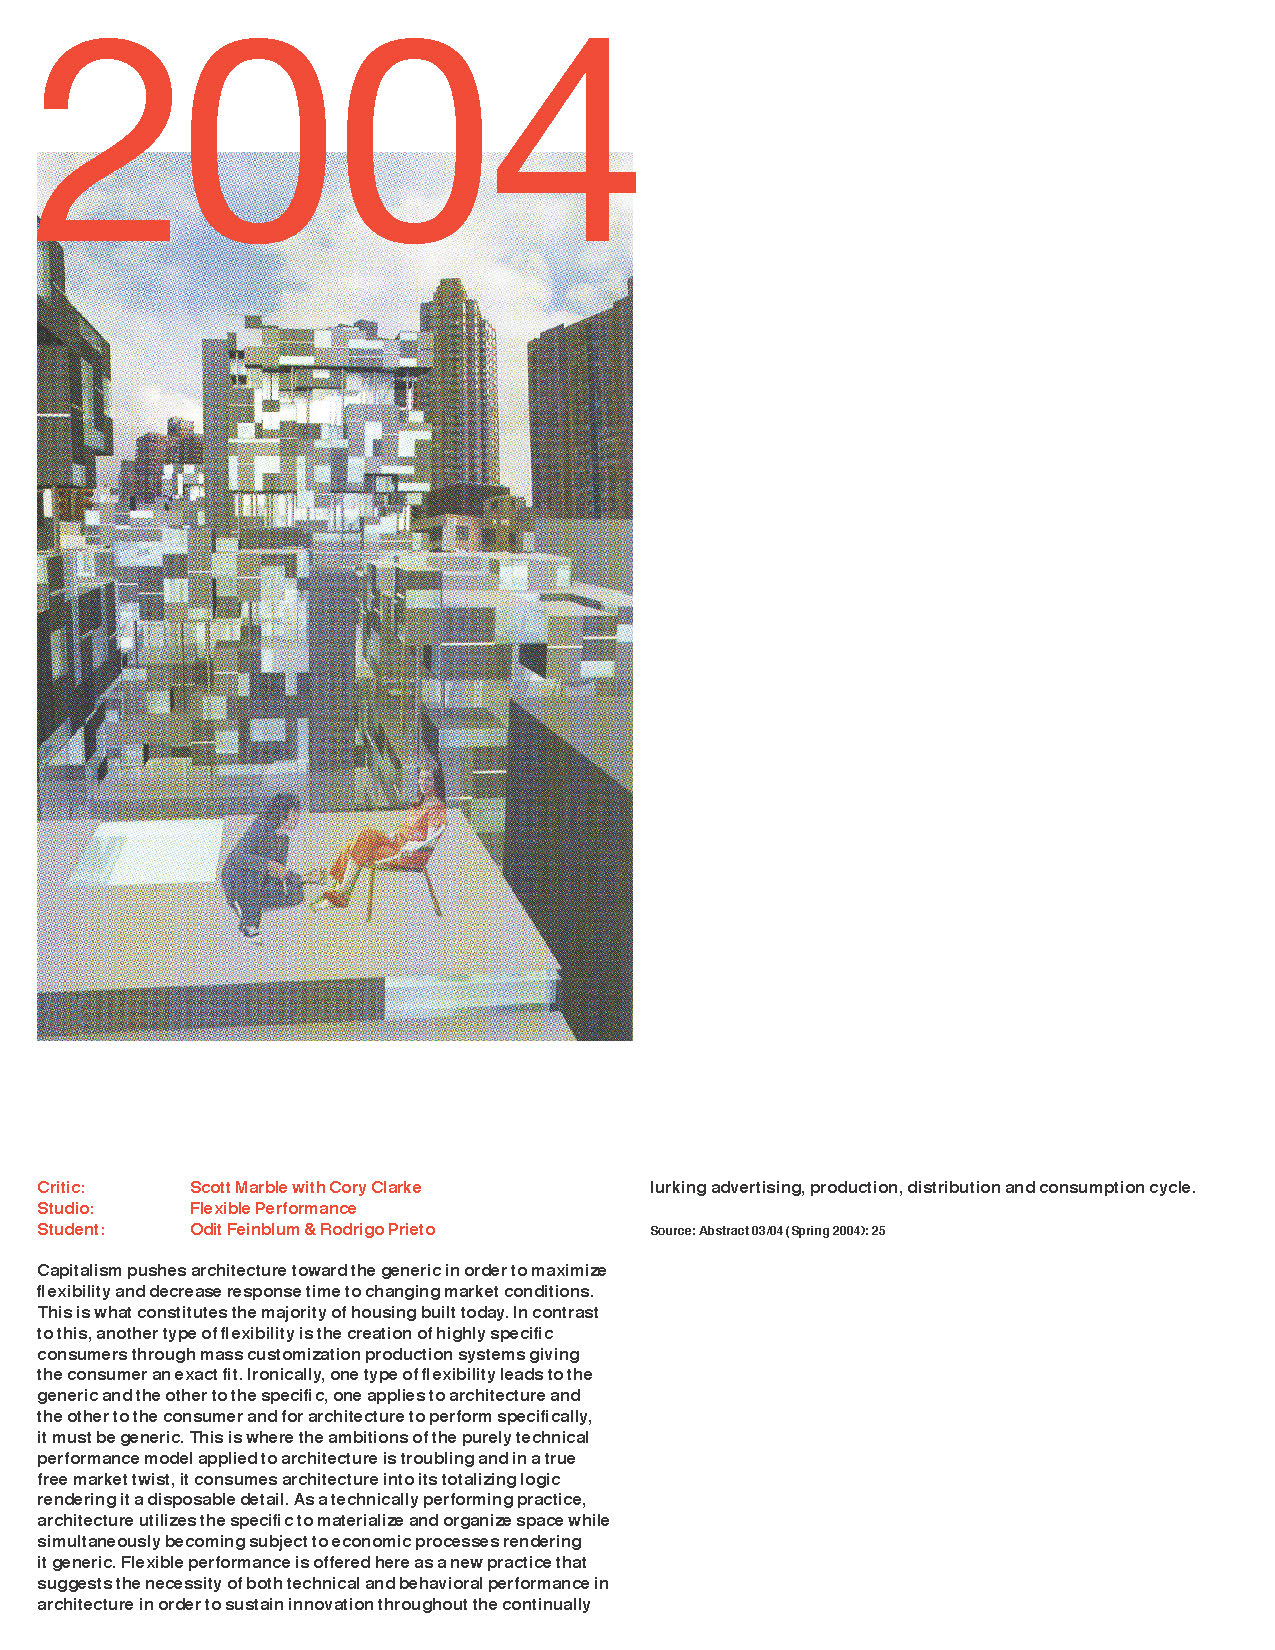 2004
Critic: Scott Marble with Cory Clarke
Studio: Flexible Performance
Student: Odit Feinblum & Rodrigo Prieto
Capitalism pushes architecture toward the generic in order to maximize
flexibility and decrease response time to changing market conditions.
This is what constitutes the majority of housing built today. In contrast
to this, another type of flexibility is the creation of highly specific
consumers through mass customization production systems giving
the consumer an exact fit. Ironically, one type of flexibility leads to the
generic and the other to the specific, one applies to architecture and
the other to the consumer and for architecture to perform specifically,
it must be generic. This is where the ambitions of the purely technical
performance model applied to architecture is troubling and in a true
free market twist, it consumes architecture into its totalizing logic
rendering it a disposable detail. As a technically performing practice,
architecture utilizes the specific to materialize and organize space while
simultaneously becoming subject to economic processes rendering
it generic. Flexible performance is offered here as a new practice that
suggests the necessity of both technical and behavioral performance in
architecture in order to sustain innovation throughout the continually
lurking advertising, production, distribution and consumption cycle.
Source: Abstract 03/04 (Spring 2004): 25